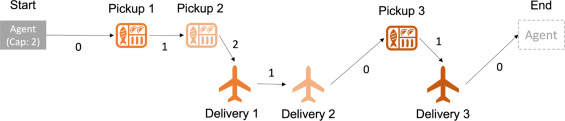 Start
Agent
(Cap: 2)
0
Pickup 1
1
Pickup 2
2
Delivery 1
1
Delivery 2
0
Pickup 3
1
Delivery 3
0
End
Agent